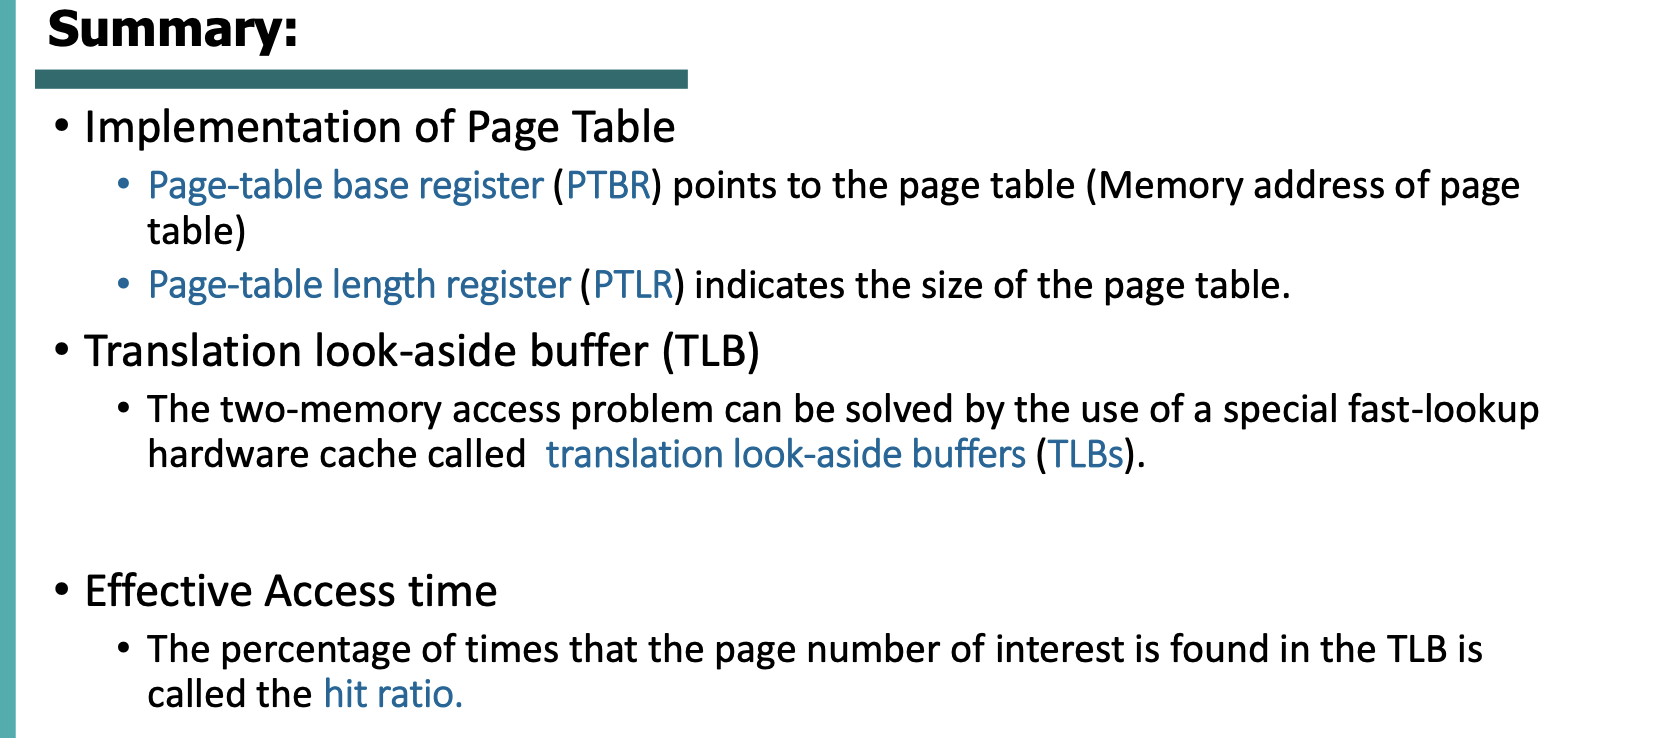 Summary:
• Implementation of Page Table
• Page-table base register (PTBR) points to the page table (Memory address of page
table)
• Page-table length register (PTLR) indicates the size of the page table.
• Translation look-aside buffer (TLB)
• The two-memory access problem can be solved by the use of a special fast-lookup
hardware cache called  translation look-aside buffers (TLBs).
• Effective Access time
• The percentage of times that the page number of interest is found in the TLB is
called the hit ratio.